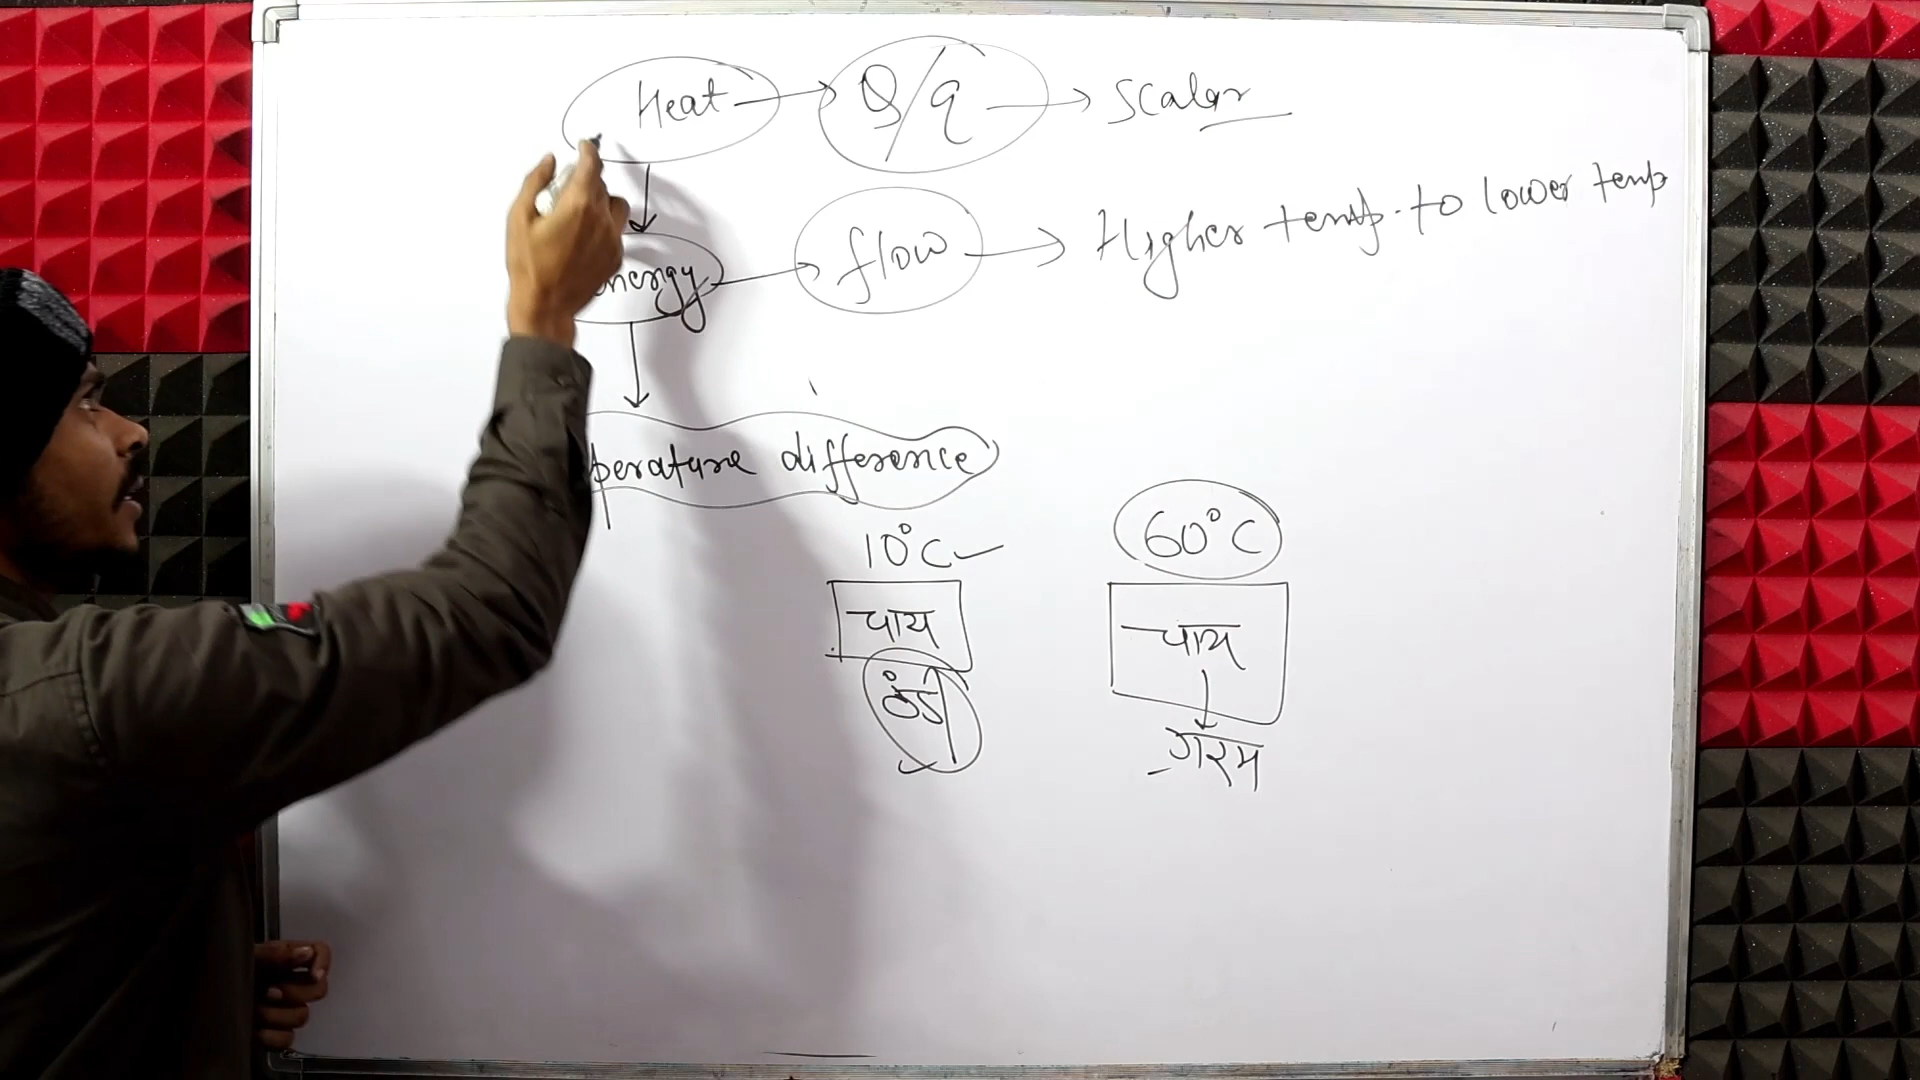 Heat Q/q Scalar
energy flow Higher temp. to lower temp
perature difference
10°C 60°C
चाय चाय
ठंडी गरम